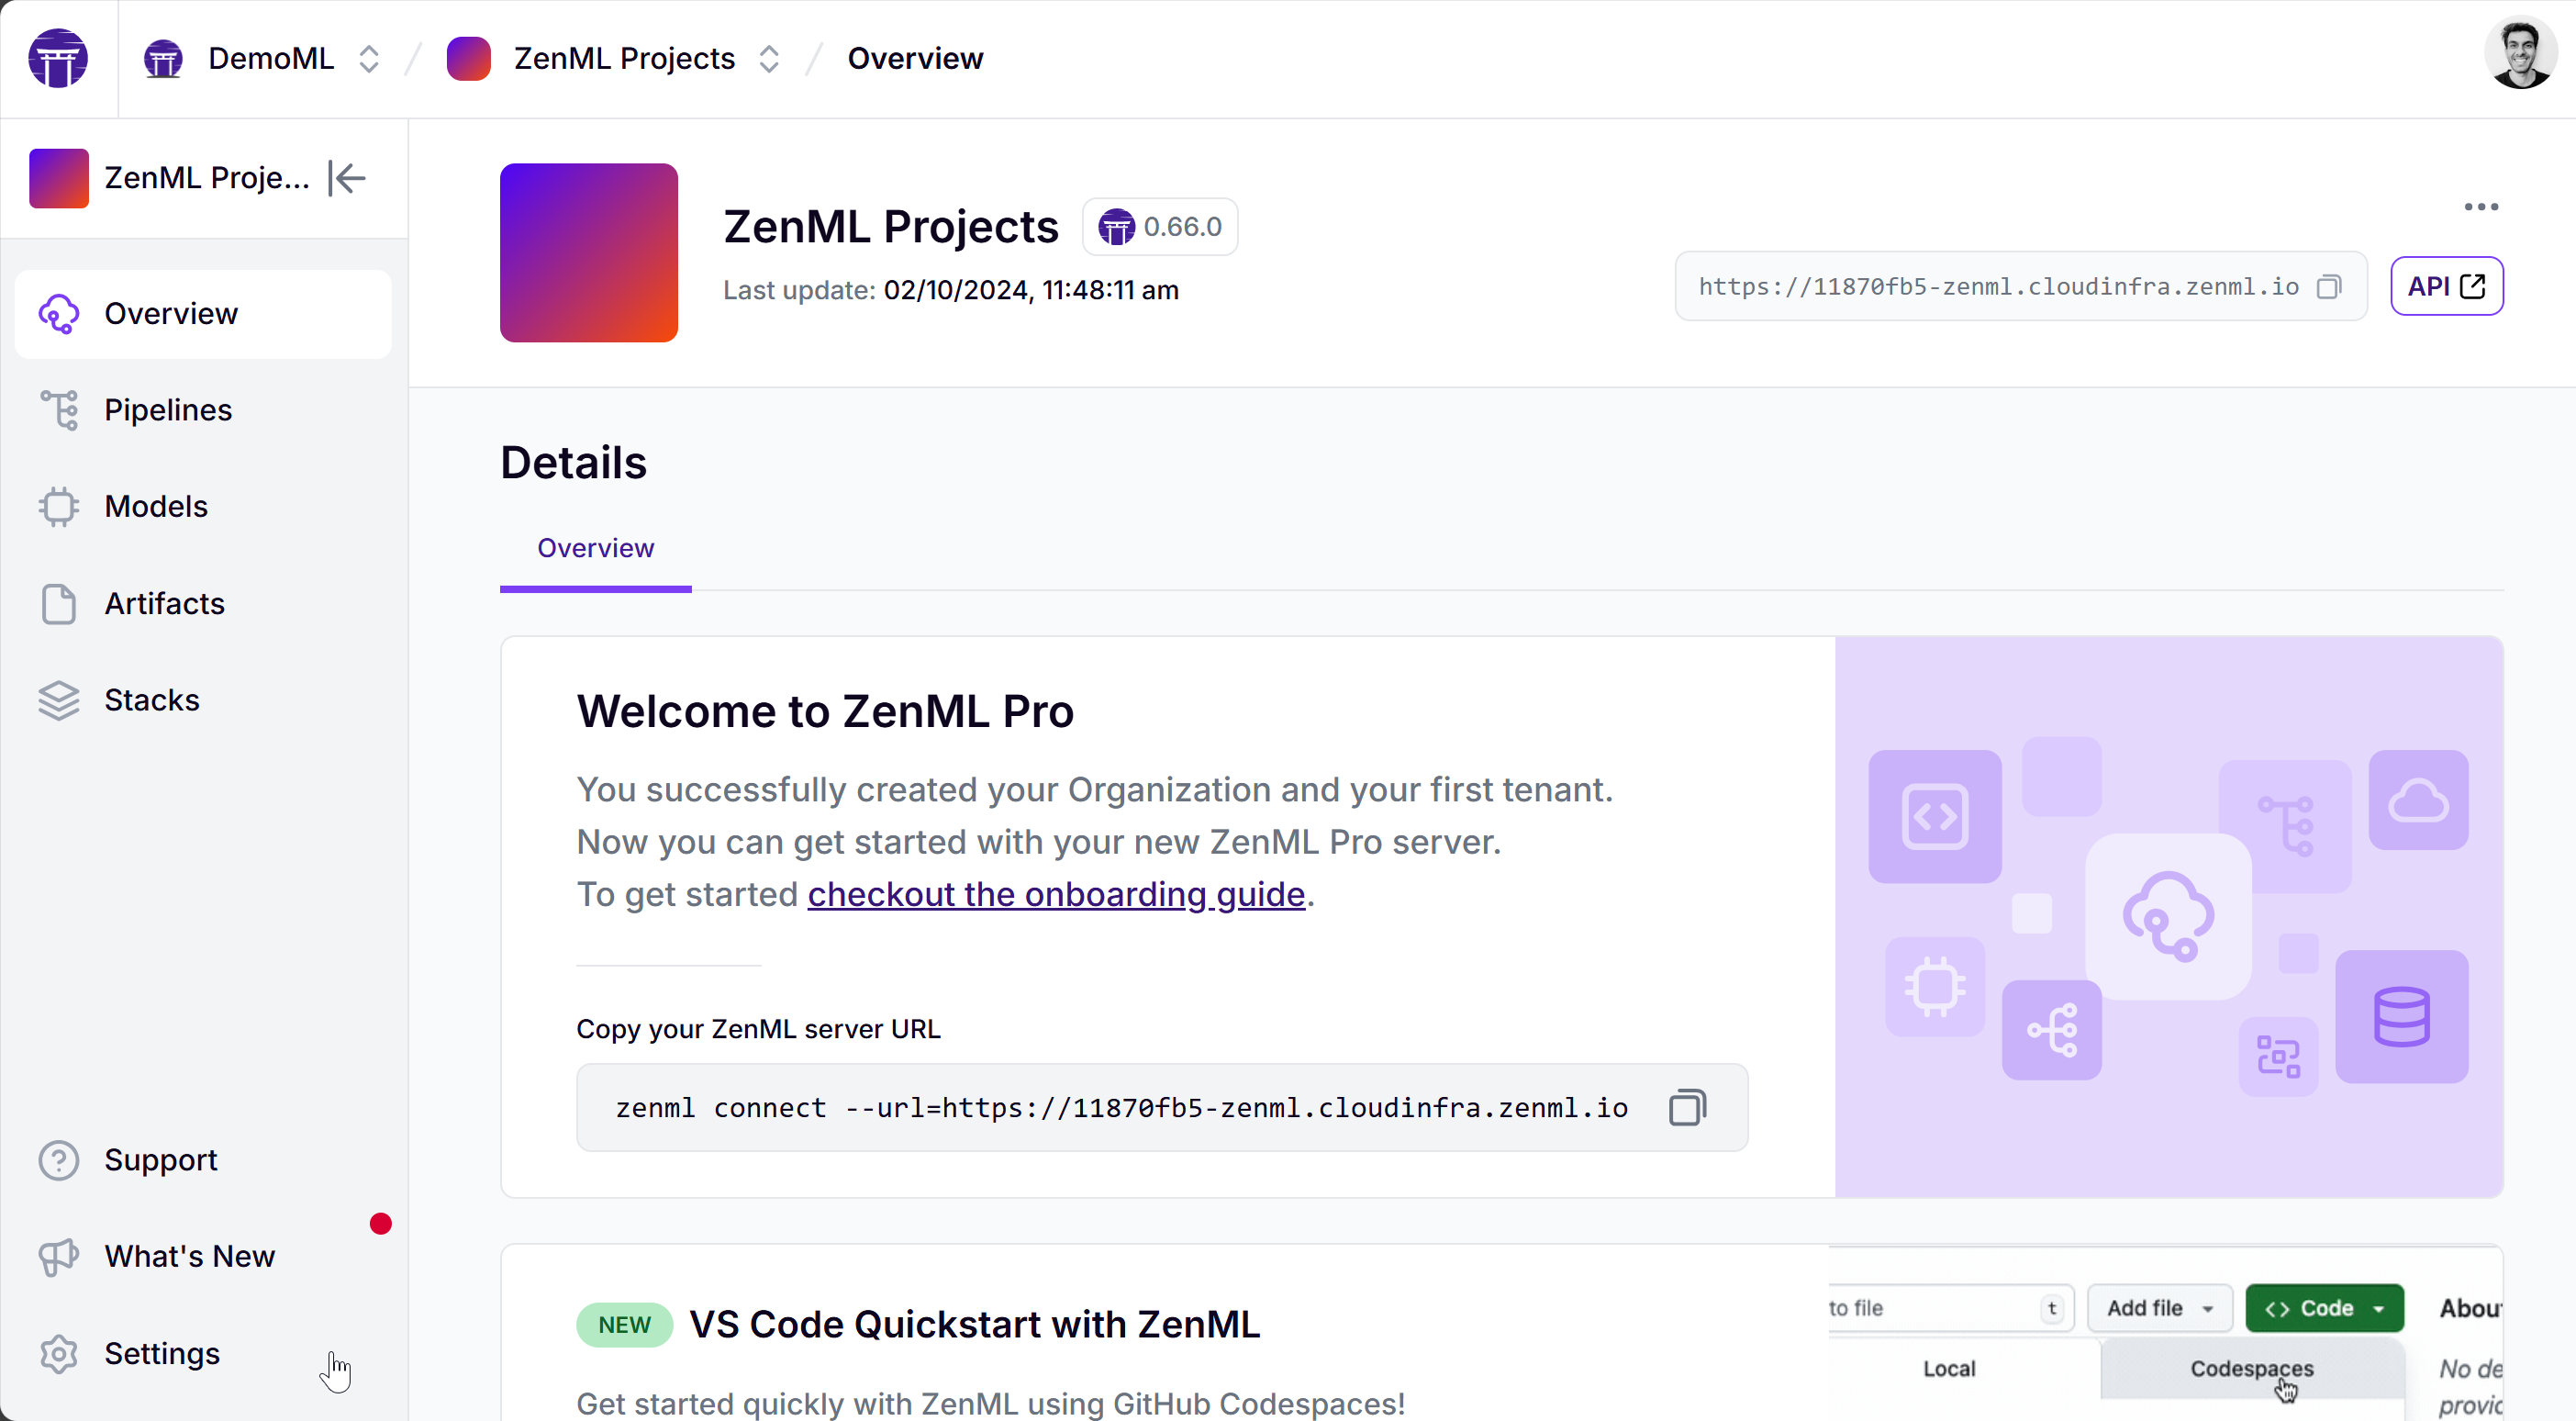 DemoML / ZenML Projects / Overview
ZenML Proje...
Overview
Pipelines
Models
Artifacts
Stacks
Support
What's New
Settings
ZenML Projects 0.66.0
Last update: 02/10/2024, 11:48:11 am
https://11870fb5-zenml.cloudinfra.zenml.io
API
Details
Overview
Welcome to ZenML Pro
You successfully created your Organization and your first tenant.
Now you can get started with your new ZenML Pro server.
To get started checkout the onboarding guide.
Copy your ZenML server URL
zenml connect --url=https://11870fb5-zenml.cloudinfra.zenml.io
NEW VS Code Quickstart with ZenML
Get started quickly with ZenML using GitHub Codespaces!
to file t Add file Code
Local Codespaces